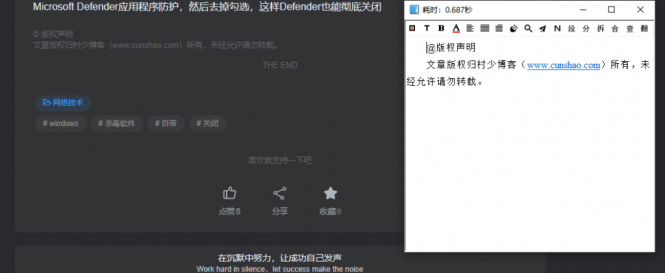 Microsoft Defender应用程序防护，然后去掉勾选，这样Defender也能彻底关闭
© 版权声明
文章版权归村少博客（www.cunshao.com）所有，未经允许请勿转载。
THE END
网络技术
# windows
# 杀毒软件
# 自带
# 关闭
喜欢就支持一下吧
点赞8
分享
收藏0
在沉默中努力，让成功自己发声
Work hard in silence, let success make the noise
耗时：0.687秒
T B A N 段 分 拆 合 查 翻
@版权声明
文章版权归村少博客（www.cunshao.com）所有，未
经允许请勿转载。